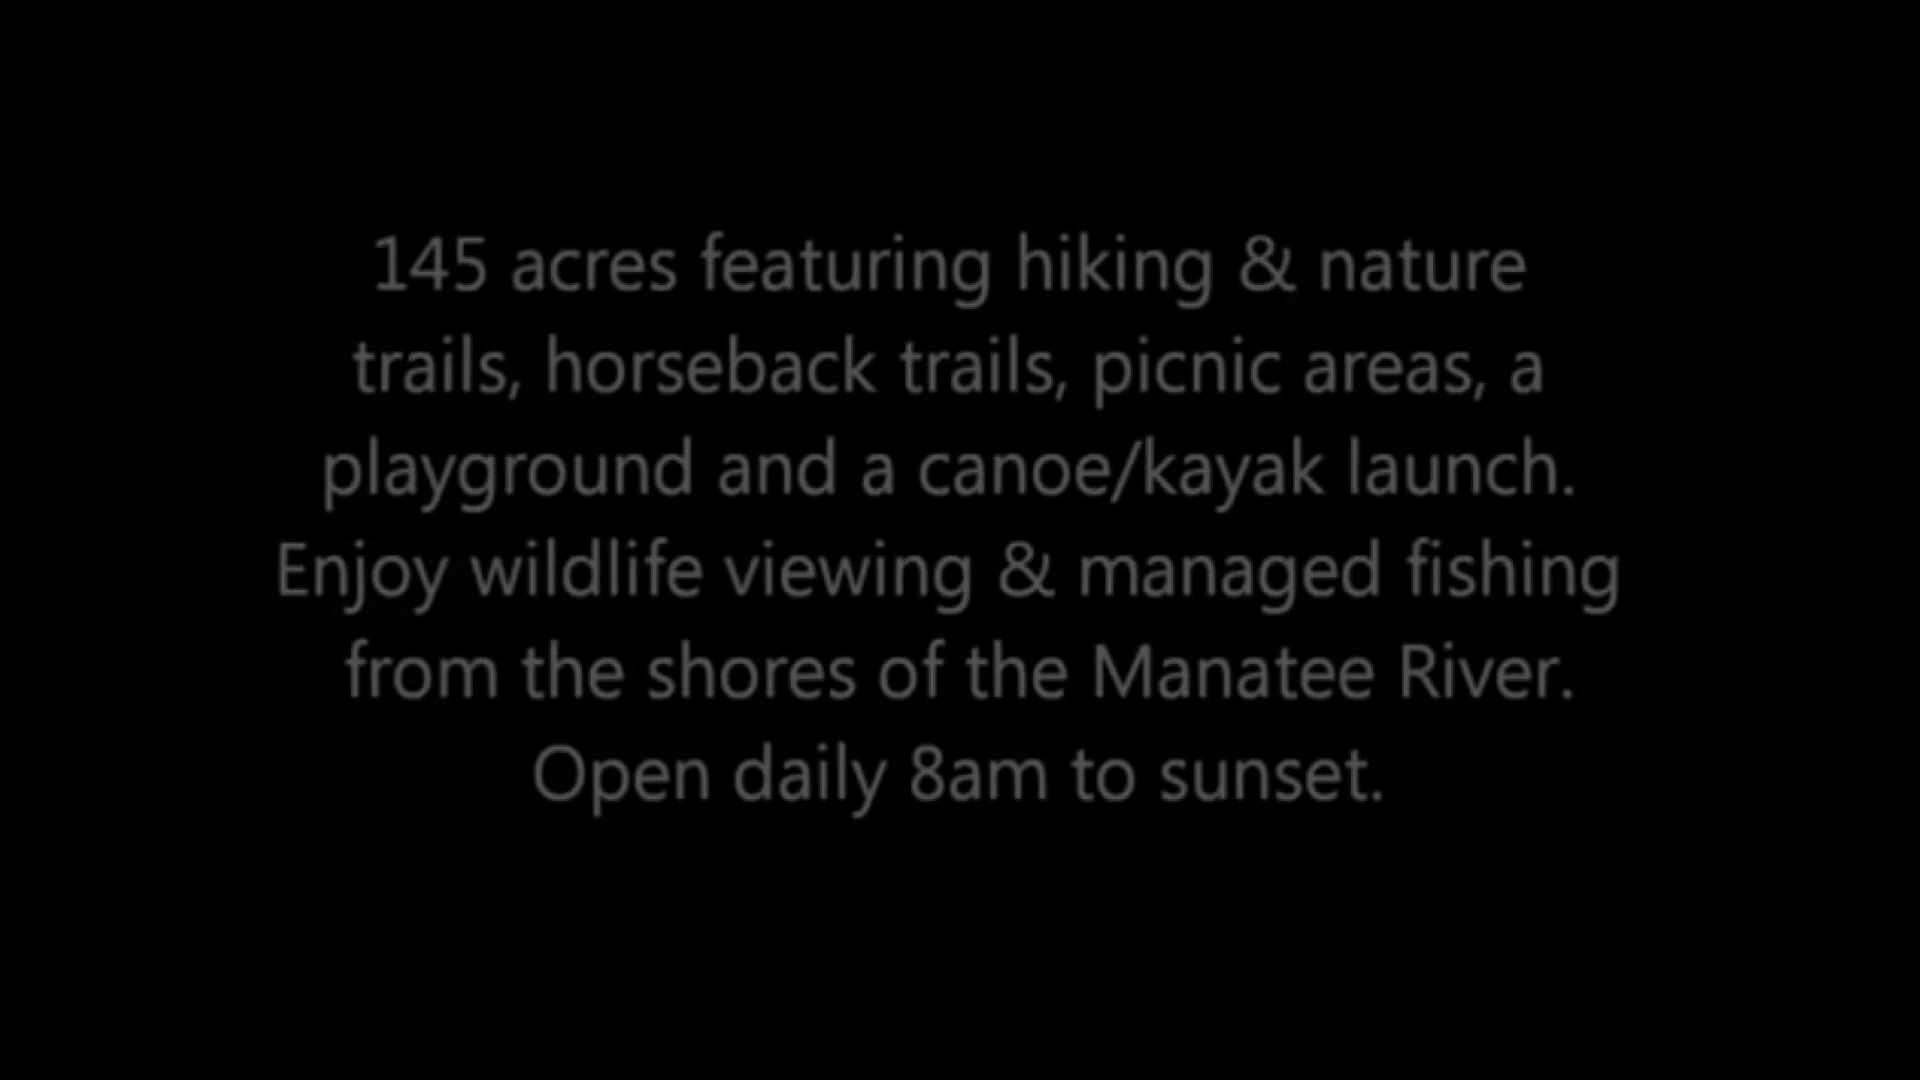 145 acres featuring hiking & nature
trails, horseback trails, picnic areas, a
playground and a canoe/kayak launch.
Enjoy wildlife viewing & managed fishing
from the shores of the Manatee River.
Open daily 8am to sunset.